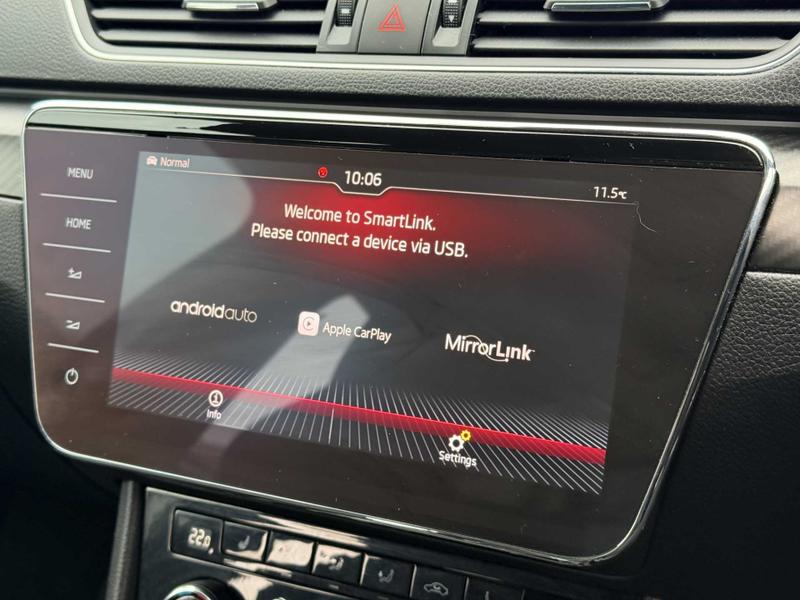 Normal
10:06
11.5°C
MENU
Welcome to SmartLink.
Please connect a device via USB.
HOME
androidauto
Apple CarPlay
MirrorLink™
Info
Settings
22.0